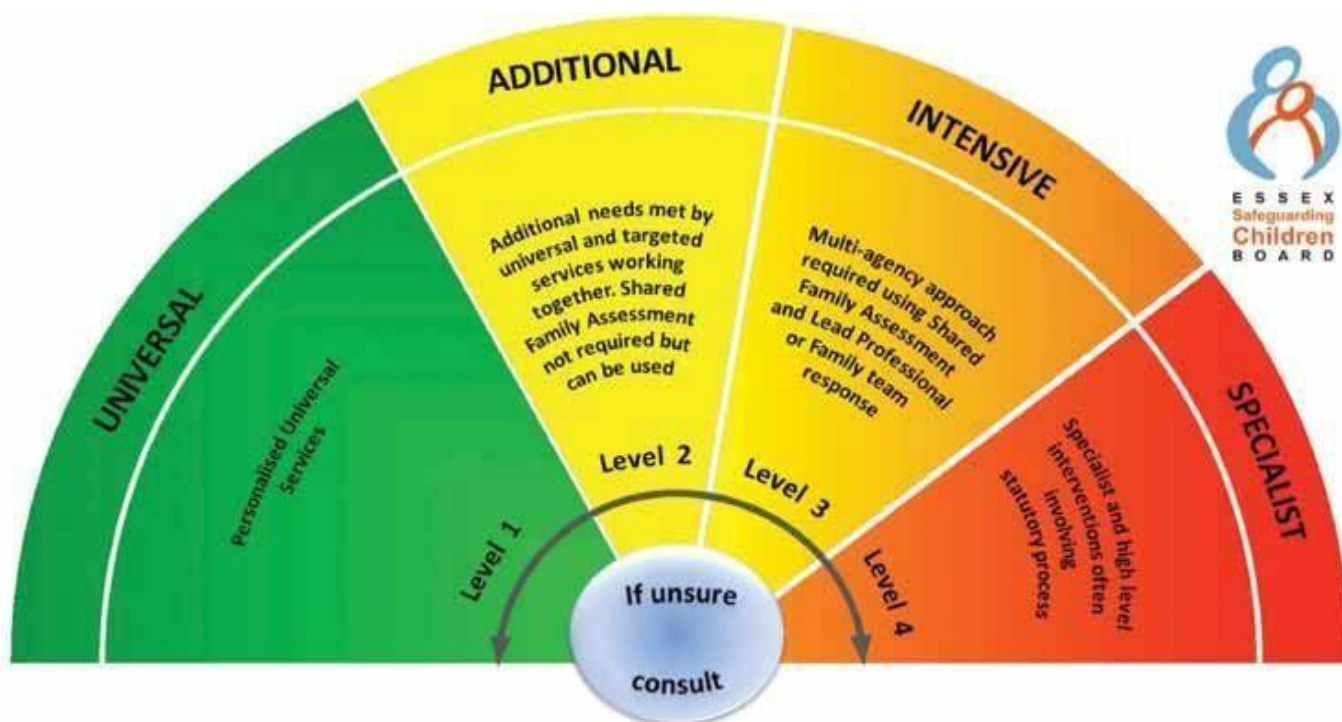 UNIVERSAL
Personalised Universal
Services
Level 1
ADDITIONAL
Additional needs met by
universal and targeted
services working
together. Shared
Family Assessment
not required but
can be used
Level 2
INTENSIVE
Multi-agency approach
required using Shared
Family Assessment
and Lead Professional
or Family team
response
Level 3
SPECIALIST
Specialist and high level
interventions often
involving
statutory process
Level 4
If unsure
consult
ESSEX
Safeguarding
Children
BOARD